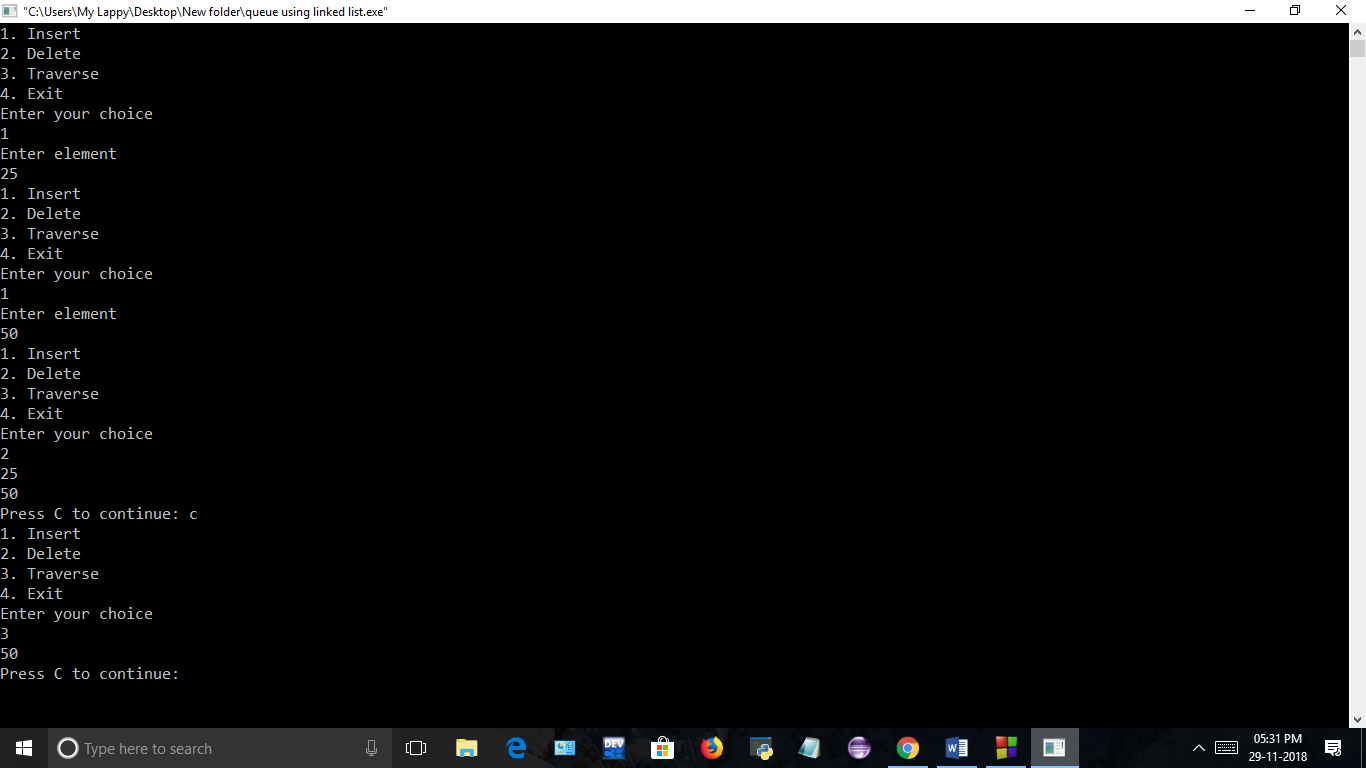 "C:\Users\My Lappy\Desktop\New folder\queue using linked list.exe"
1. Insert
2. Delete
3. Traverse
4. Exit
Enter your choice
1
Enter element
25
1. Insert
2. Delete
3. Traverse
4. Exit
Enter your choice
1
Enter element
50
1. Insert
2. Delete
3. Traverse
4. Exit
Enter your choice
2
25
50
Press C to continue: c
1. Insert
2. Delete
3. Traverse
4. Exit
Enter your choice
3
50
Press C to continue:
Type here to search
DEV
05:31 PM
29-11-2018